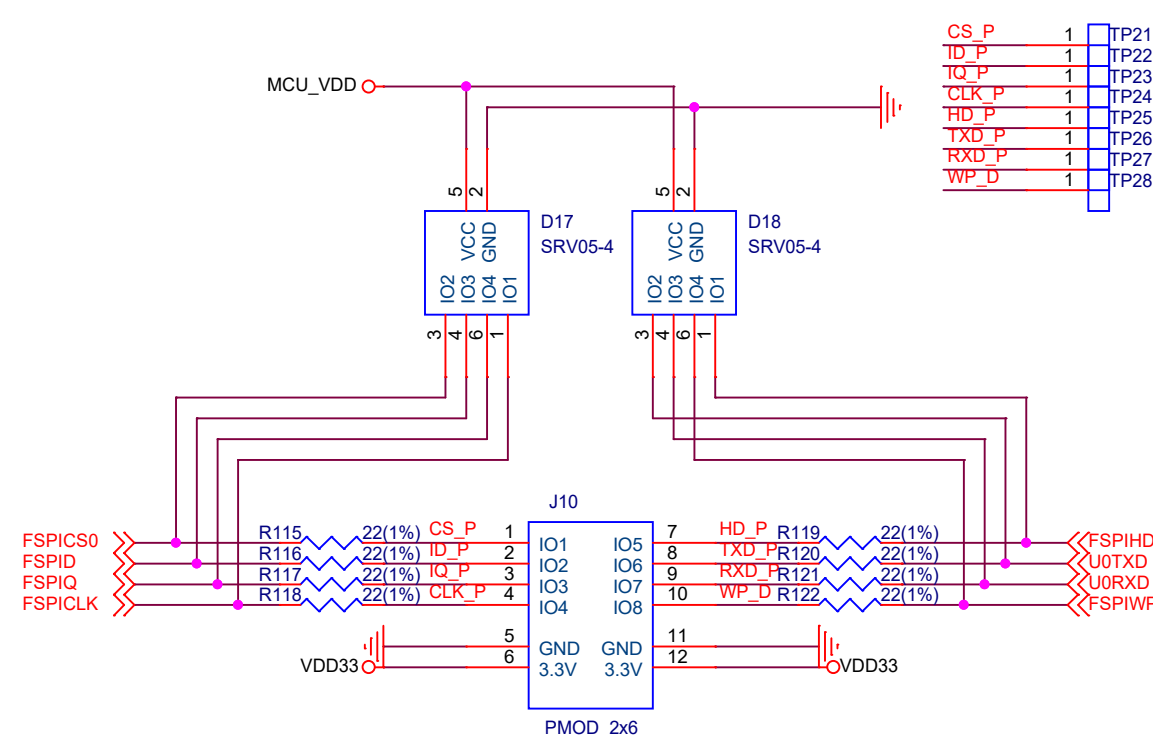 CS_P 1 TP21
ID_P 1 TP22
IQ_P 1 TP23
CLK_P 1 TP24
HD_P 1 TP25
TXD_P 1 TP26
RXD_P 1 TP27
WP_D 1 TP28
MCU_VDD
5 2
VCC GND
IO2 IO3 IO4 IO1
3 4 6 1
D17
SRV05-4
5 2
VCC GND
IO2 IO3 IO4 IO1
3 4 6 1
D18
SRV05-4
J10
FSPICS0 R115 22(1%) CS_P 1 IO1 IO5 7 HD_P R119 22(1%) FSPIHD
FSPID R116 22(1%) ID_P 2 IO2 IO6 8 TXD_P R120 22(1%) U0TXD
FSPIQ R117 22(1%) IQ_P 3 IO3 IO7 9 RXD_P R121 22(1%) U0RXD
FSPICLK R118 22(1%) CLK_P 4 IO4 IO8 10 WP_D R122 22(1%)
5 GND GND 11
VDD33 6 3.3V 3.3V 12 VDD33
PMOD 2x6